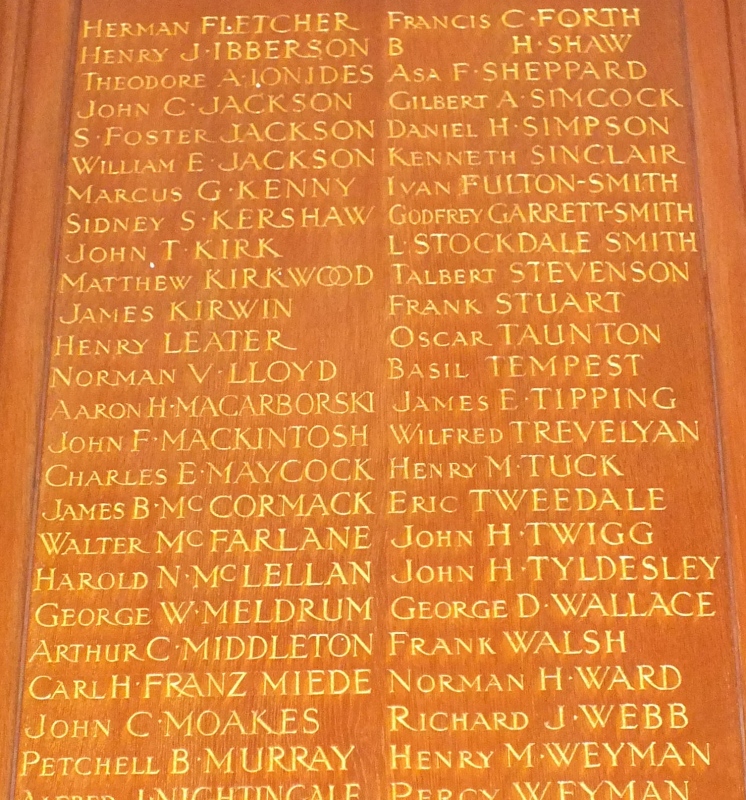 HERMAN FLETCHER
HENRY J·IBBERSON
THEODORE A·IONIDES
JOHN C·JACKSON
S·FOSTER JACKSON
WILLIAM E·JACKSON
MARCUS G·KENNY
SIDNEY S·KERSHAW
JOHN T·KIRK
MATTHEW KIRKWOOD
JAMES KIRWIN
HENRY LEATER
NORMAN V·LLOYD
AARON H·MACARBORSKI
JOHN F·MACKINTOSH
CHARLES E·MAYCOCK
JAMES B·McCORMACK
WALTER McFARLANE
HAROLD N·McLELLAN
GEORGE W·MELDRUM
ARTHUR C·MIDDLETON
CARL H·FRANZ MIEDE
JOHN C·MOAKES
PETCHELL B·MURRAY
ALFRED J·NIGHTINGALE
FRANCIS C·FORTH
B H·SHAW
ASA F·SHEPPARD
GILBERT A·SIMCOCK
DANIEL H·SIMPSON
KENNETH SINCLAIR
IVAN FULTON-SMITH
GODFREY GARRETT-SMITH
L·STOCKDALE SMITH
TALBERT STEVENSON
FRANK STUART
OSCAR TAUNTON
BASIL TEMPEST
JAMES E·TIPPING
WILFRED TREVELYAN
HENRY M·TUCK
ERIC TWEEDALE
JOHN H·TWIGG
JOHN H·TYLDESLEY
GEORGE D·WALLACE
FRANK WALSH
NORMAN H·WARD
RICHARD J·WEBB
HENRY M·WEYMAN
PERCY WEYMAN